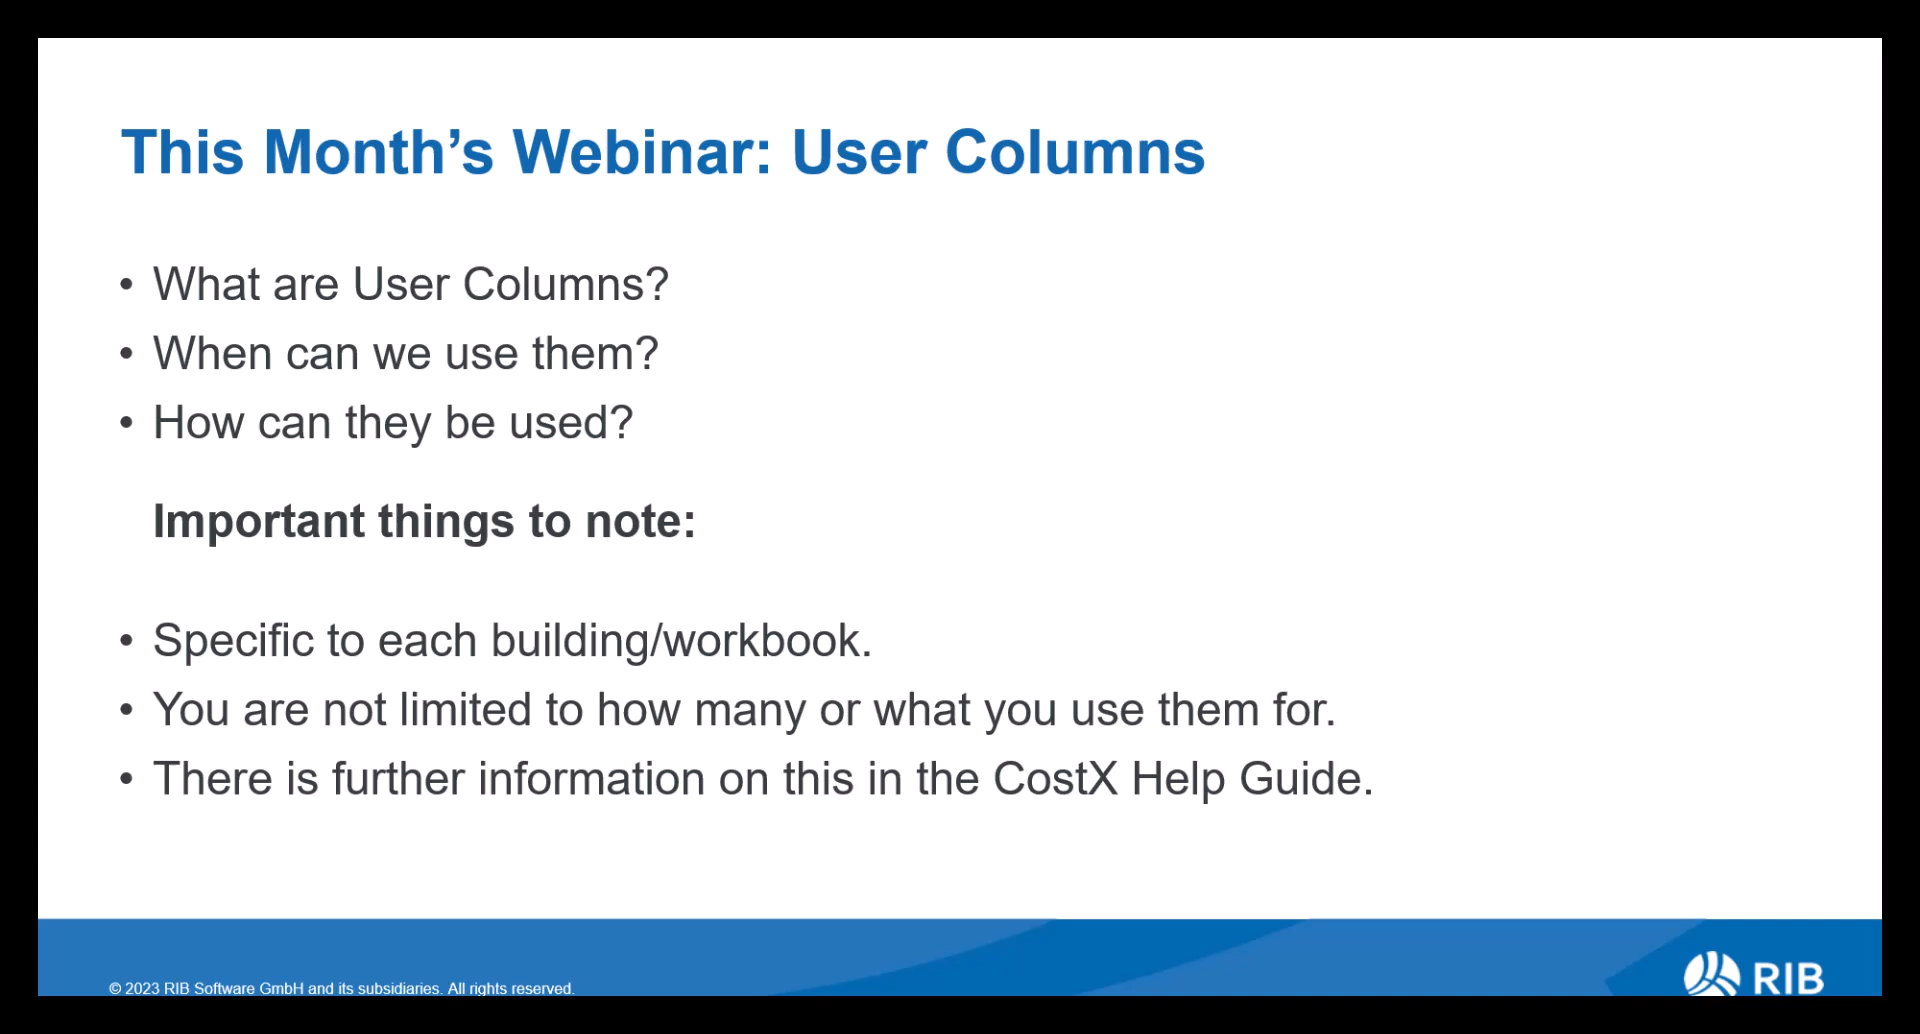 This Month’s Webinar: User Columns
• What are User Columns?
• When can we use them?
• How can they be used?
Important things to note:
• Specific to each building/workbook.
• You are not limited to how many or what you use them for.
• There is further information on this in the CostX Help Guide.
© 2023 RIB Software GmbH and its subsidiaries. All rights reserved.
RIB